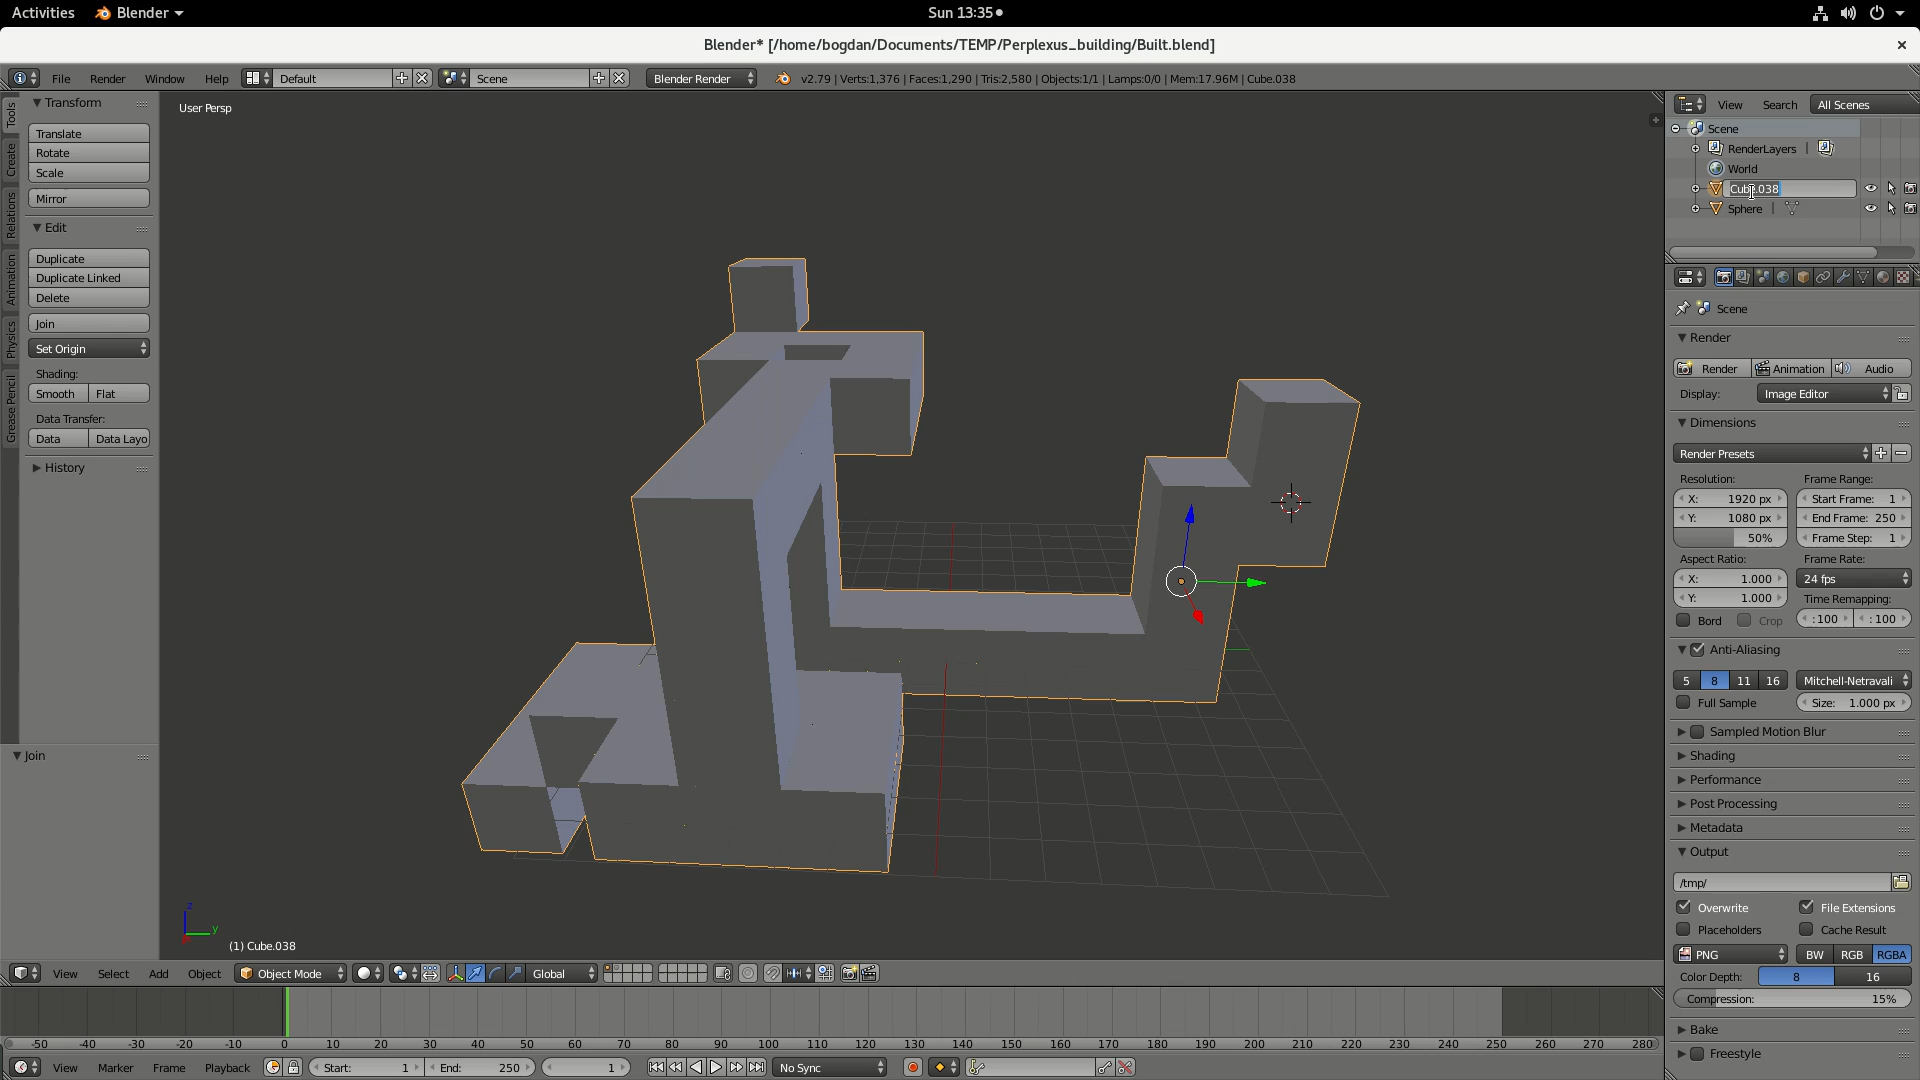 Activities Blender Sun 13:35
Blender* [/home/bogdan/Documents/TEMP/Perplexus_building/Built.blend]
File Render Window Help Default Scene Blender Render v2.79 | Verts:1,376 | Faces:1,290 | Tris:2,580 | Objects:1/1 | Lamps:0/0 | Mem:17.96M | Cube.038
Tools
Create
Relations
Animation
Physics
Grease Pencil
Transform
Translate
Rotate
Scale
Mirror
Edit
Duplicate
Duplicate Linked
Delete
Join
Set Origin
Shading:
Smooth Flat
Data Transfer:
Data Data Layo
History
Join
User Persp
z
y
(1) Cube.038
View Select Add Object Object Mode Global
View Search All Scenes
Scene
RenderLayers |
World
Cube.038
Sphere |
Scene
Render
Render Animation Audio
Display: Image Editor
Dimensions
Render Presets
Resolution: Frame Range:
X: 1920 px Start Frame: 1
Y: 1080 px End Frame: 250
50% Frame Step: 1
Aspect Ratio: Frame Rate:
X: 1.000 24 fps
Y: 1.000 Time Remapping:
Bord Crop :100 :100
Anti-Aliasing
5 8 11 16 Mitchell-Netravali
Full Sample Size: 1.000 px
Sampled Motion Blur
Shading
Performance
Post Processing
Metadata
Output
/tmp/
Overwrite File Extensions
Placeholders Cache Result
PNG BW RGB RGBA
Color Depth: 8 16
Compression: 15%
Bake
Freestyle
-50 -40 -30 -20 -10 0 10 20 30 40 50 60 70 80 90 100 110 120 130 140 150 160 170 180 190 200 210 220 230 240 250 260 270 280
View Marker Frame Playback Start: 1 End: 250 1 No Sync